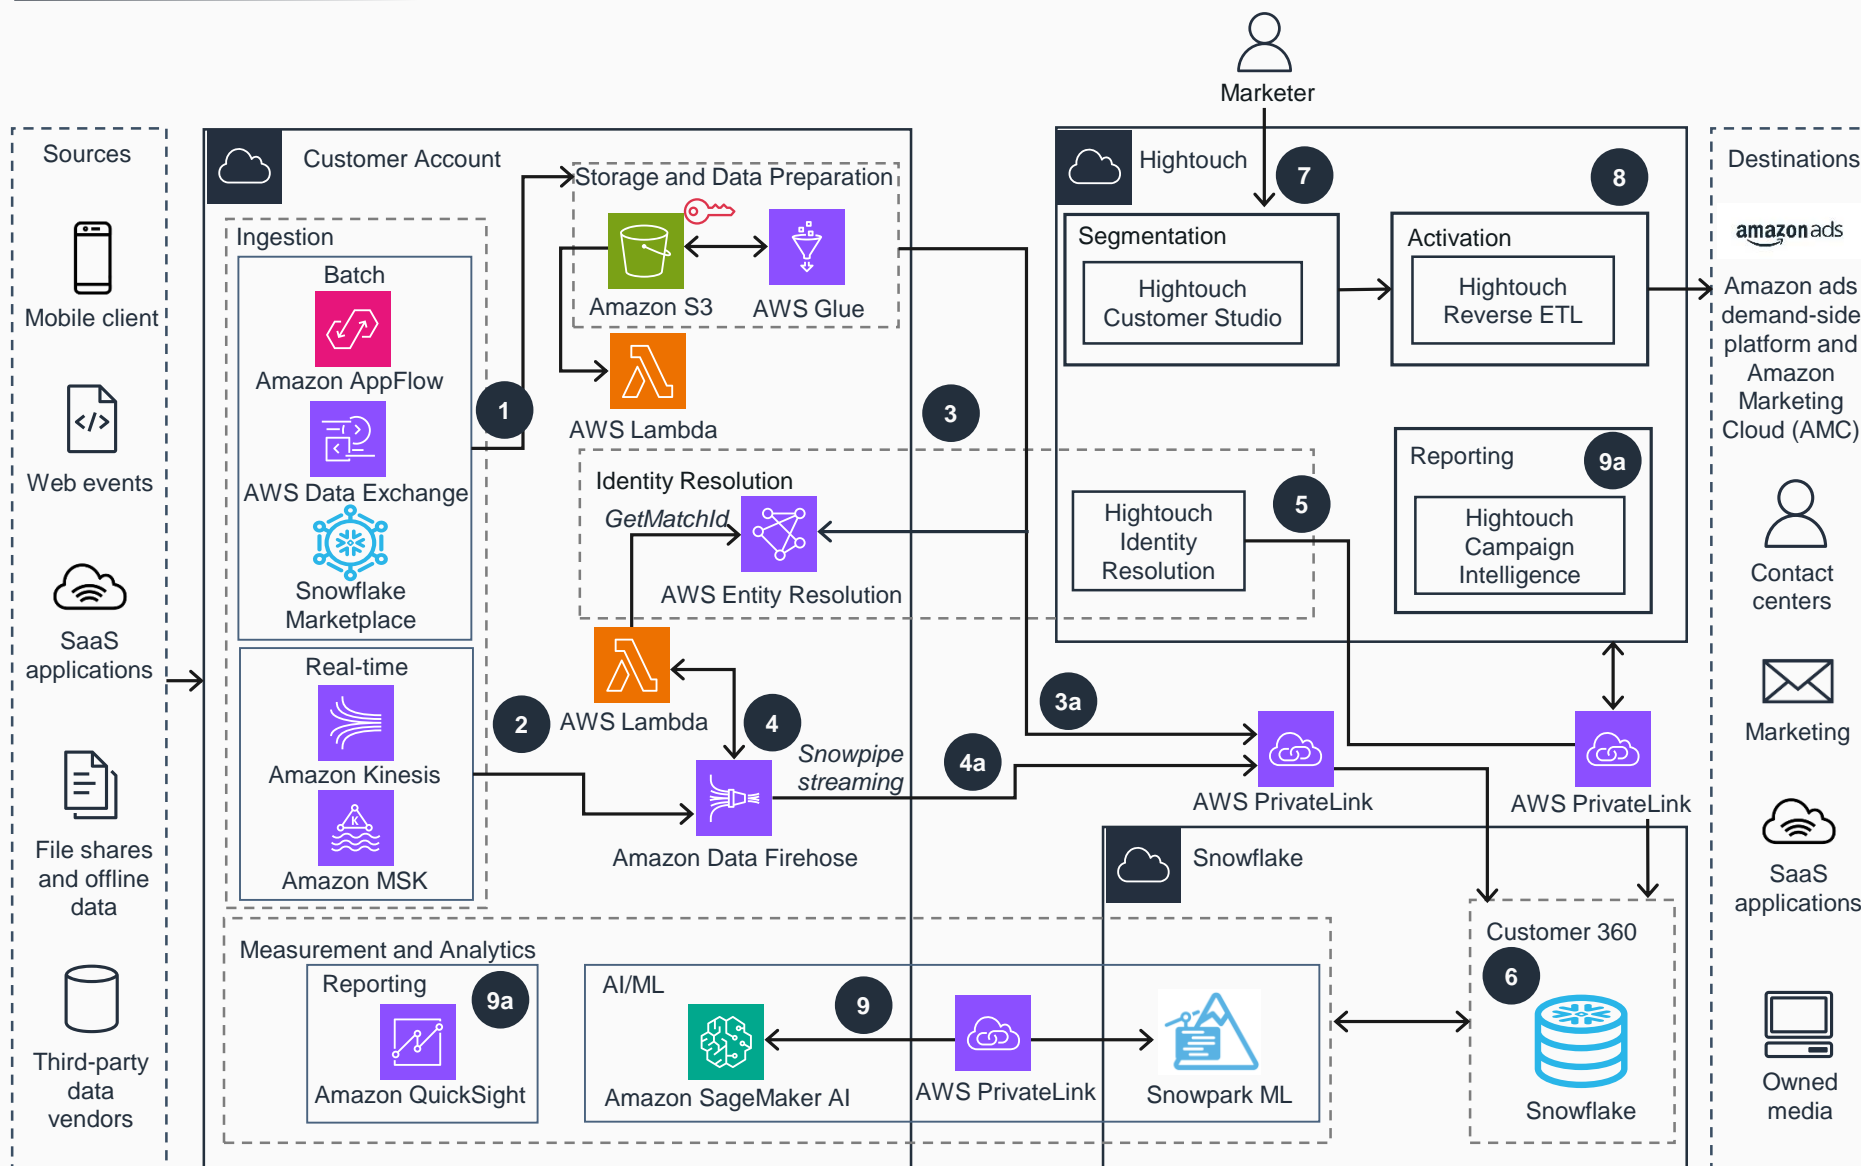 Marketer
Sources
Mobile client
Web events
SaaS
applications
File shares
and offline
data
Third-party
data
vendors
Customer Account
Ingestion
Batch
Amazon AppFlow
AWS Data Exchange
Snowflake
Marketplace
Real-time
Amazon Kinesis
K
Amazon MSK
1
2
Storage and Data Preparation
Amazon S3
AWS Glue
AWS Lambda
3
Identity Resolution
GetMatchId
AWS Entity Resolution
AWS Lambda
4
Snowpipe
streaming
Amazon Data Firehose
4a
3a
Hightouch
7
8
Segmentation
Hightouch
Customer Studio
Activation
Hightouch
Reverse ETL
Hightouch
Identity
Resolution
5
Reporting
9a
Hightouch
Campaign
Intelligence
AWS PrivateLink
AWS PrivateLink
Snowflake
Customer 360
6
Snowflake
Measurement and Analytics
Reporting
9a
Amazon QuickSight
AI/ML
9
Amazon SageMaker AI
AWS PrivateLink
Snowpark ML
Destinations
amazon ads
Amazon ads
demand-side
platform and
Amazon
Marketing
Cloud (AMC)
Contact
centers
Marketing
SaaS
applications
Owned
media